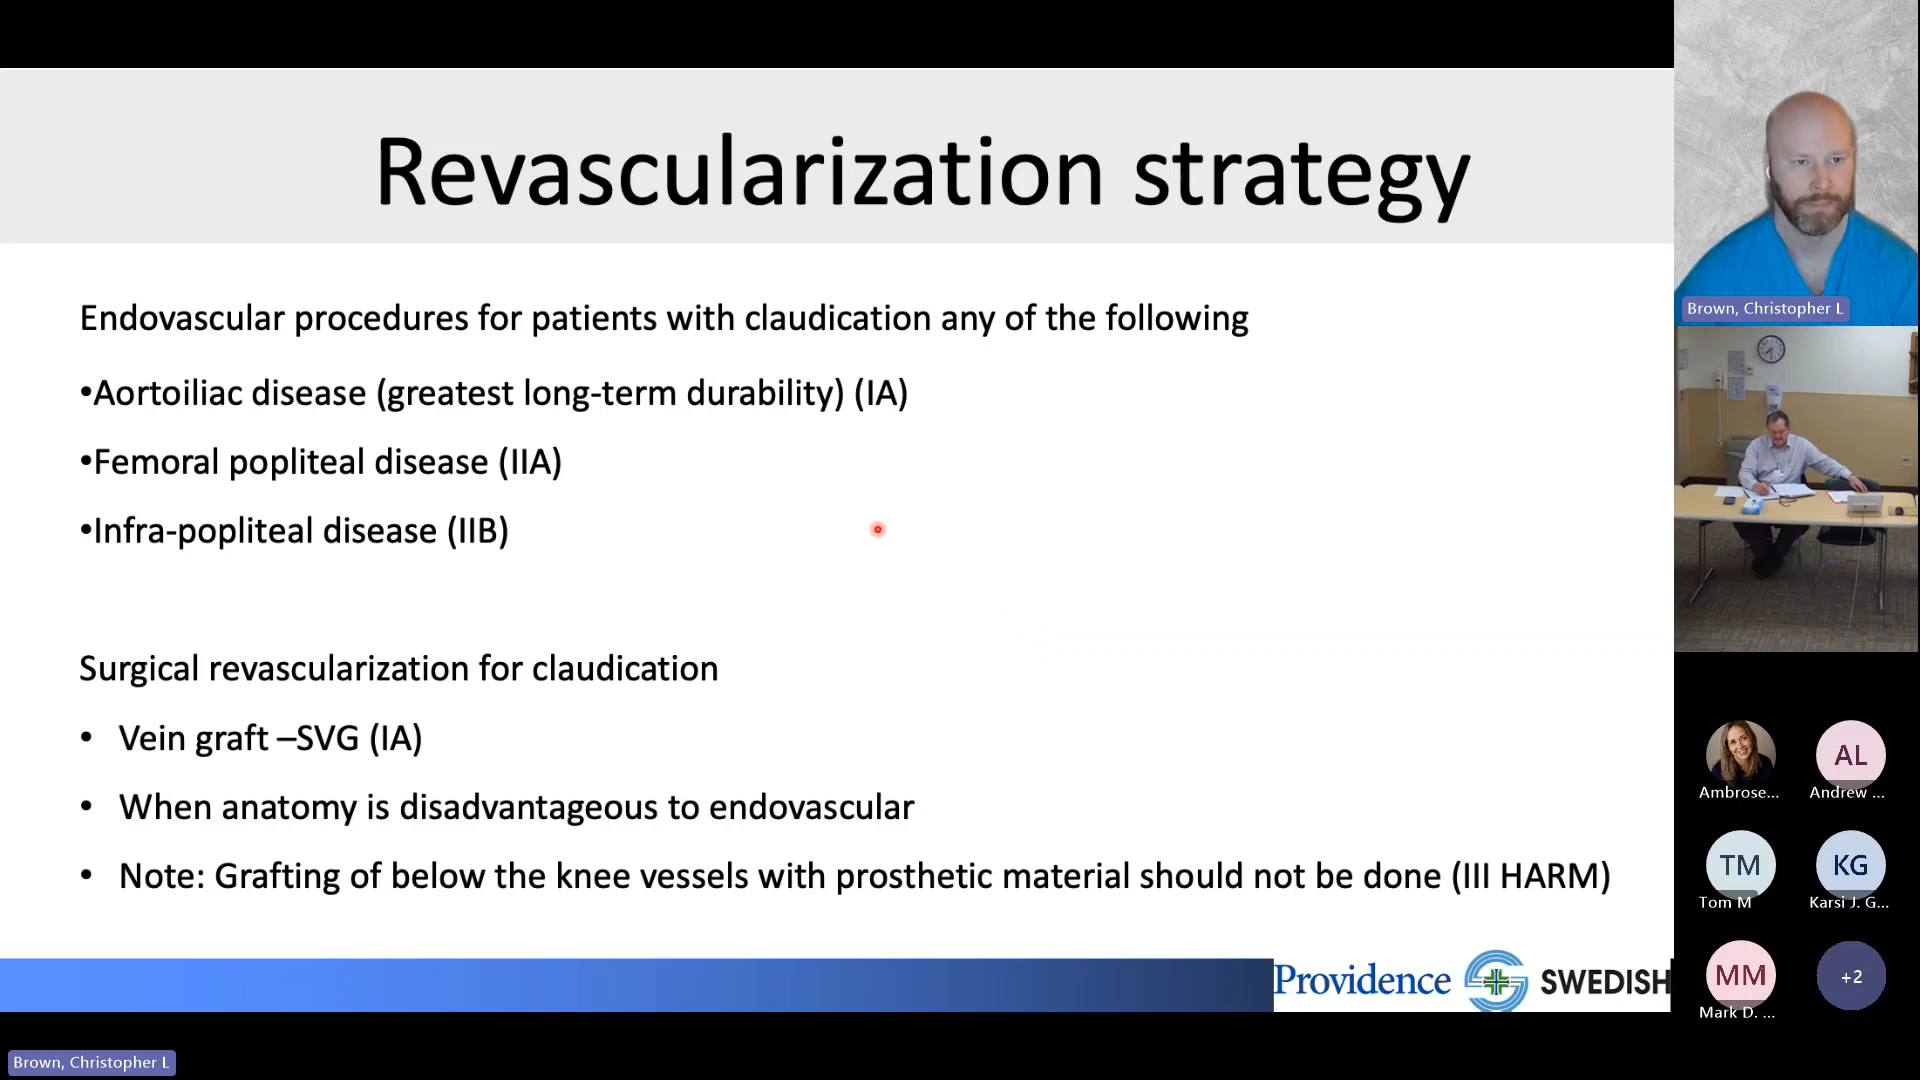 Revascularization strategy
Endovascular procedures for patients with claudication any of the following
•Aortoiliac disease (greatest long-term durability) (IA)
•Femoral popliteal disease (IIA)
•Infra-popliteal disease (IIB)
Surgical revascularization for claudication
• Vein graft –SVG (IA)
• When anatomy is disadvantageous to endovascular
• Note: Grafting of below the knee vessels with prosthetic material should not be done (III HARM)
Providence SWEDISH
Brown, Christopher L
Brown, Christopher L
Ambrose...
AL
Andrew ...
TM
Tom M
KG
Karsi J. G...
MM
Mark D. ...
+2